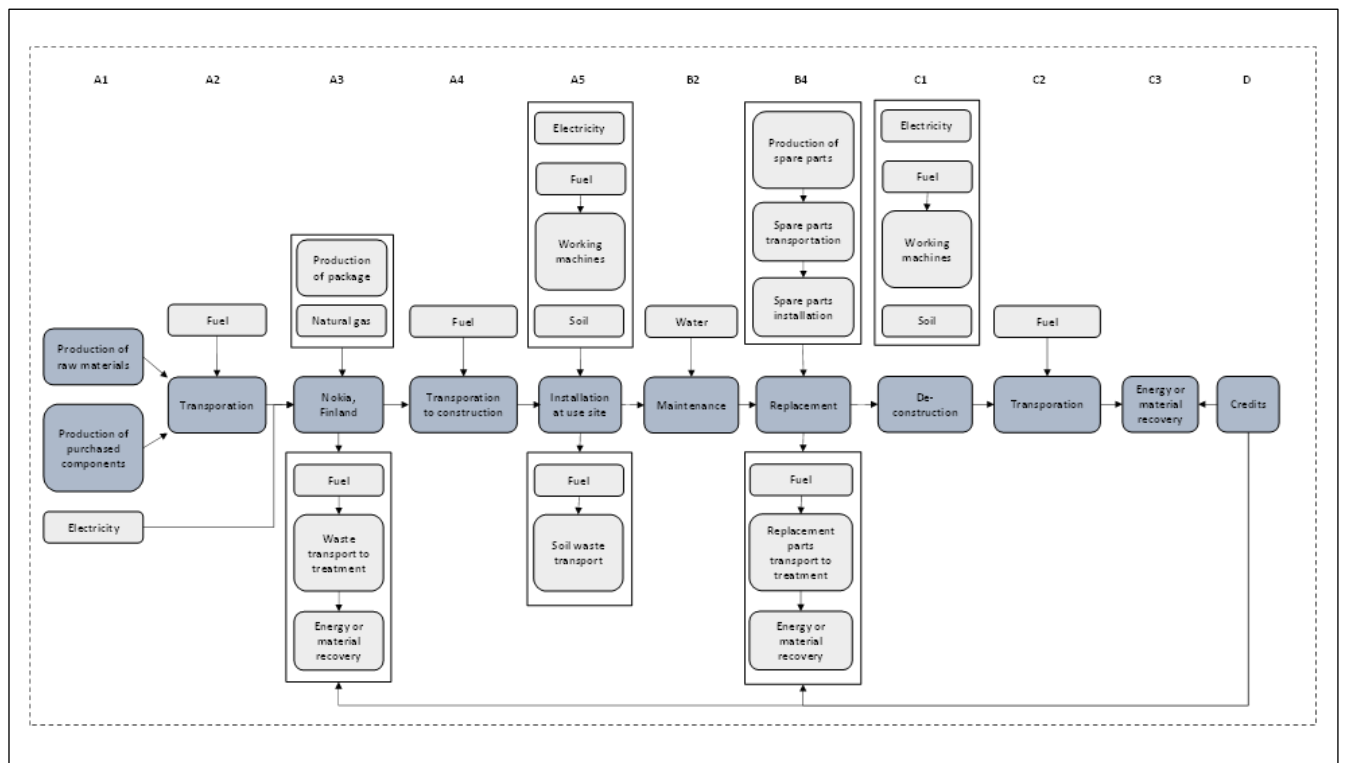 A1 A2 A3 A4 A5 B2 B4 C1 C2 C3 D
Production of
raw materials
Production of
purchased
components
Electricity
Fuel
Transporation
Production
of package
Natural gas
Nokia,
Finland
Fuel
Waste
transport to
treatment
Energy or
material
recovery
Fuel
Transportation
to construction
Electricity
Fuel
Working
machines
Soil
Installation
at use site
Fuel
Soil waste
transport
Water
Maintenance
Production of
spare parts
Spare parts
transportation
Spare parts
installation
Replacement
Fuel
Replacement
parts
transport to
treatment
Energy or
material
recovery
Electricity
Fuel
Working
machines
Soil
De-
construction
Fuel
Transporation
Energy or
material
recovery
Credits